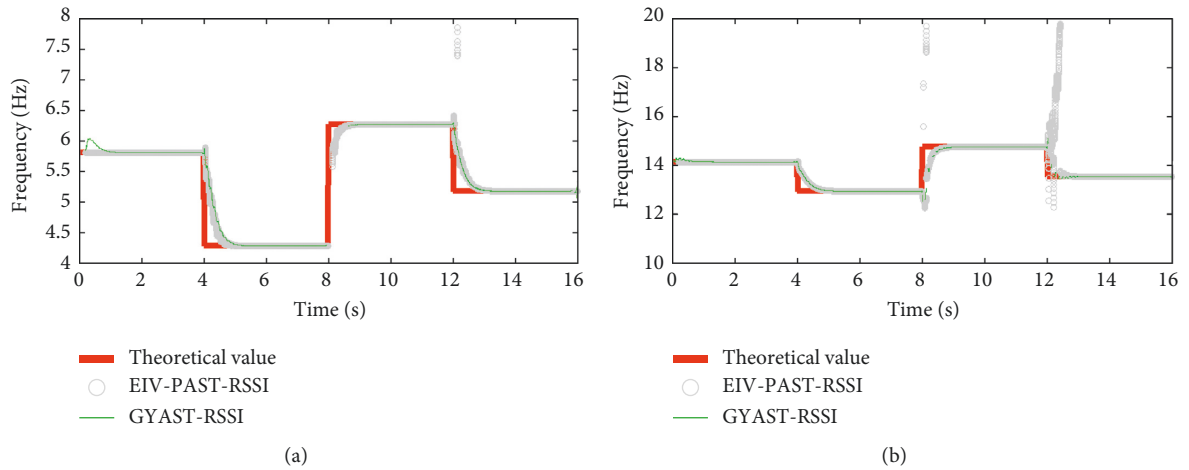 8
7.5
7
6.5
6
5.5
5
4.5
4
Frequency (Hz)
0 2 4 6 8 10 12 14 16
Time (s)
Theoretical value
EIV-PAST-RSSI
GYAST-RSSI
(a)
20
18
16
14
12
10
Frequency (Hz)
0 2 4 6 8 10 12 14 16
Time (s)
Theoretical value
EIV-PAST-RSSI
GYAST-RSSI
(b)